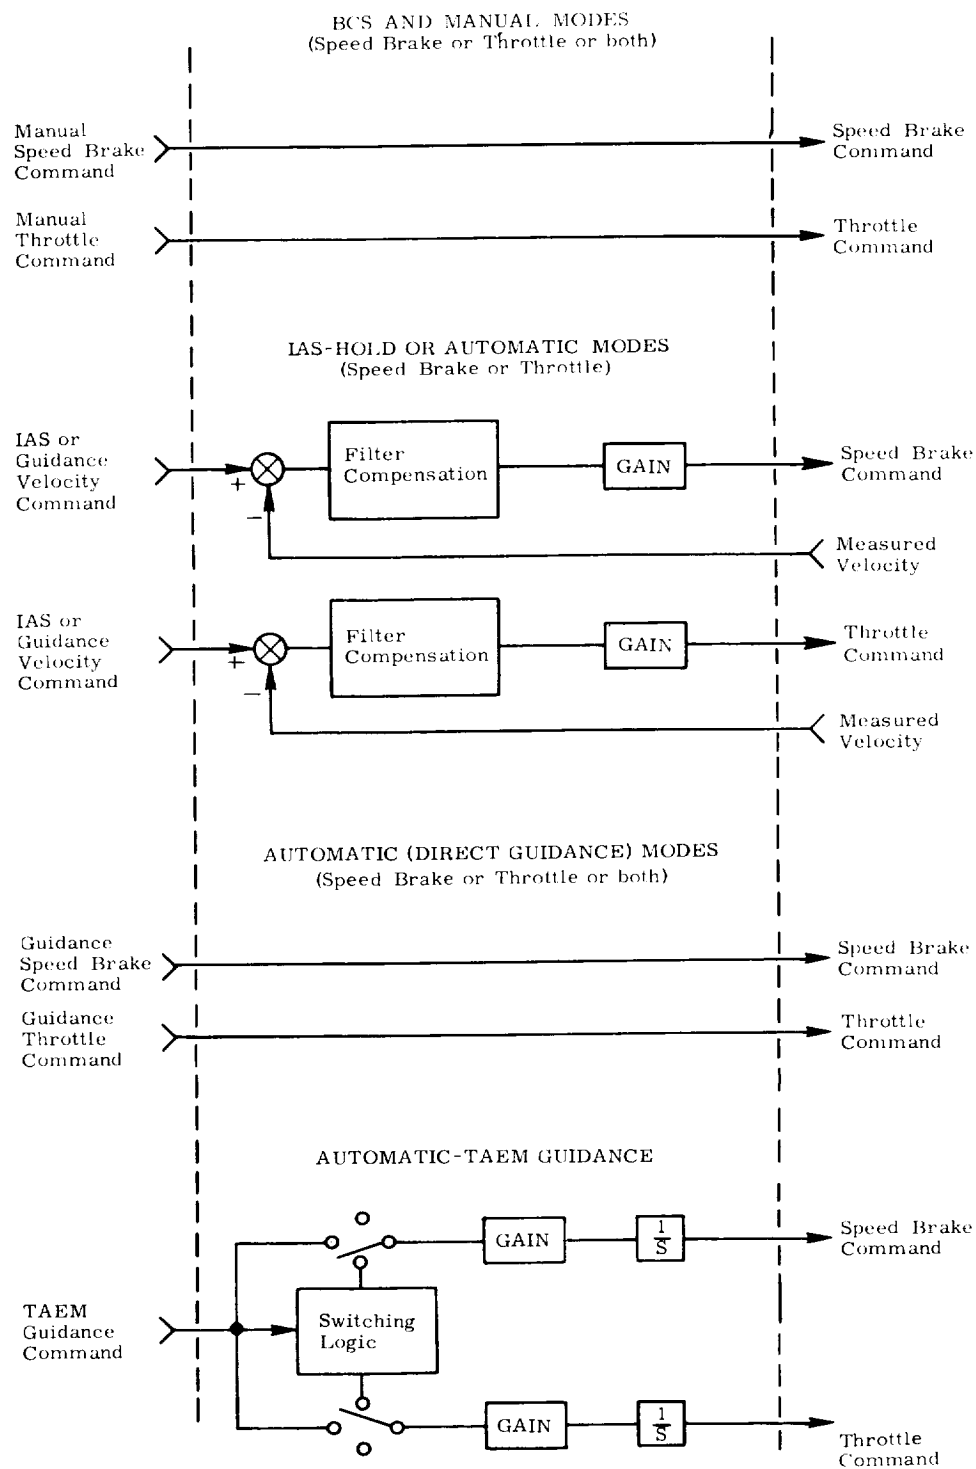 BCS AND MANUAL MODES
(Speed Brake or Throttle or both)
Manual
Speed Brake
Command
Speed Brake
Command
Manual
Throttle
Command
Throttle
Command
IAS-HOLD OR AUTOMATIC MODES
(Speed Brake or Throttle)
IAS or
Guidance
Velocity
Command
+
−
Filter
Compensation
GAIN
Speed Brake
Command
Measured
Velocity
IAS or
Guidance
Velocity
Command
+
−
Filter
Compensation
GAIN
Throttle
Command
Measured
Velocity
AUTOMATIC (DIRECT GUIDANCE) MODES
(Speed Brake or Throttle or both)
Guidance
Speed Brake
Command
Speed Brake
Command
Guidance
Throttle
Command
Throttle
Command
AUTOMATIC-TAEM GUIDANCE
GAIN
1
S
Speed Brake
Command
TAEM
Guidance
Command
Switching
Logic
GAIN
1
S
Throttle
Command